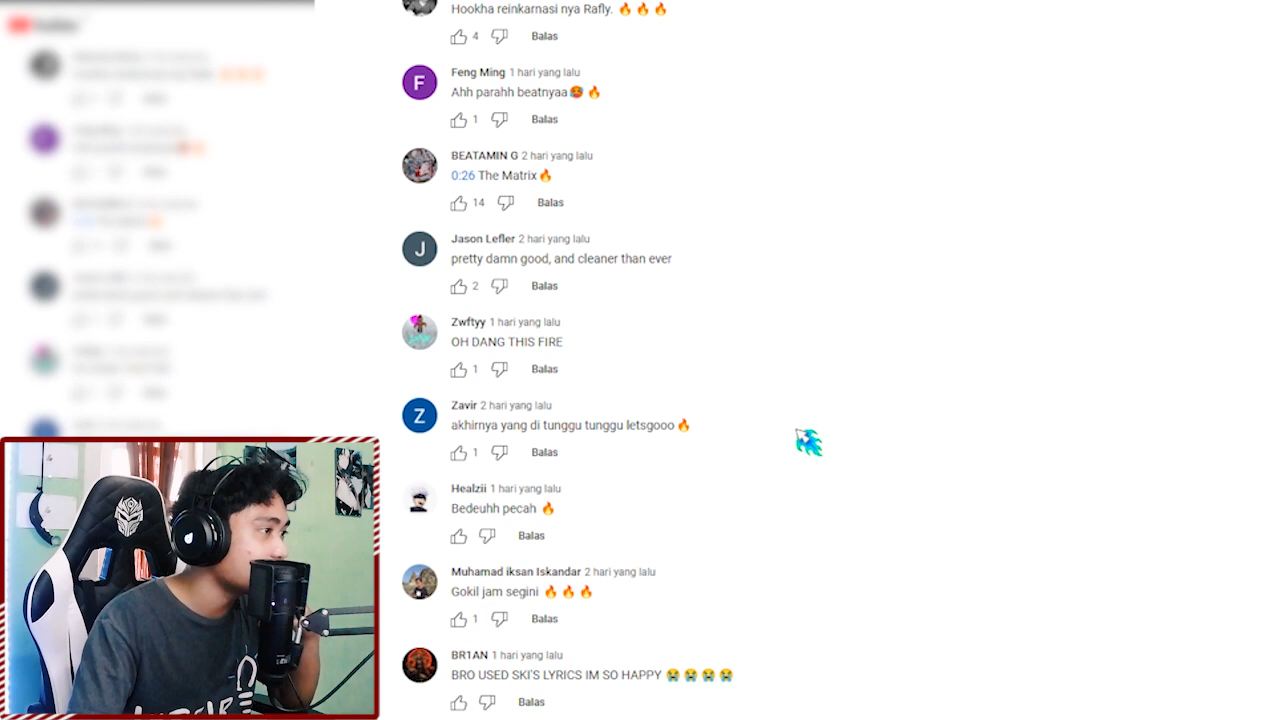 Hookha reinkarnasi nya Rafly. 🔥 🔥 🔥
4 Balas
Feng Ming 1 hari yang lalu
Ahh parahh beatnyaa🥵 🔥
1 Balas
BEATAMIN G 2 hari yang lalu
0:26 The Matrix🔥
14 Balas
Jason Lefler 2 hari yang lalu
pretty damn good, and cleaner than ever
2 Balas
Zwftyy 1 hari yang lalu
OH DANG THIS FIRE
1 Balas
Zavir 2 hari yang lalu
akhirnya yang di tunggu tunggu letsgooo🔥
1 Balas
Healzii 1 hari yang lalu
Bedeuhh pecah 🔥
Balas
Muhamad iksan Iskandar 2 hari yang lalu
Gokil jam segini 🔥 🔥 🔥
1 Balas
BR1AN 1 hari yang lalu
BRO USED SKI'S LYRICS IM SO HAPPY 😭 😭 😭 😭
Balas
F
J
Z